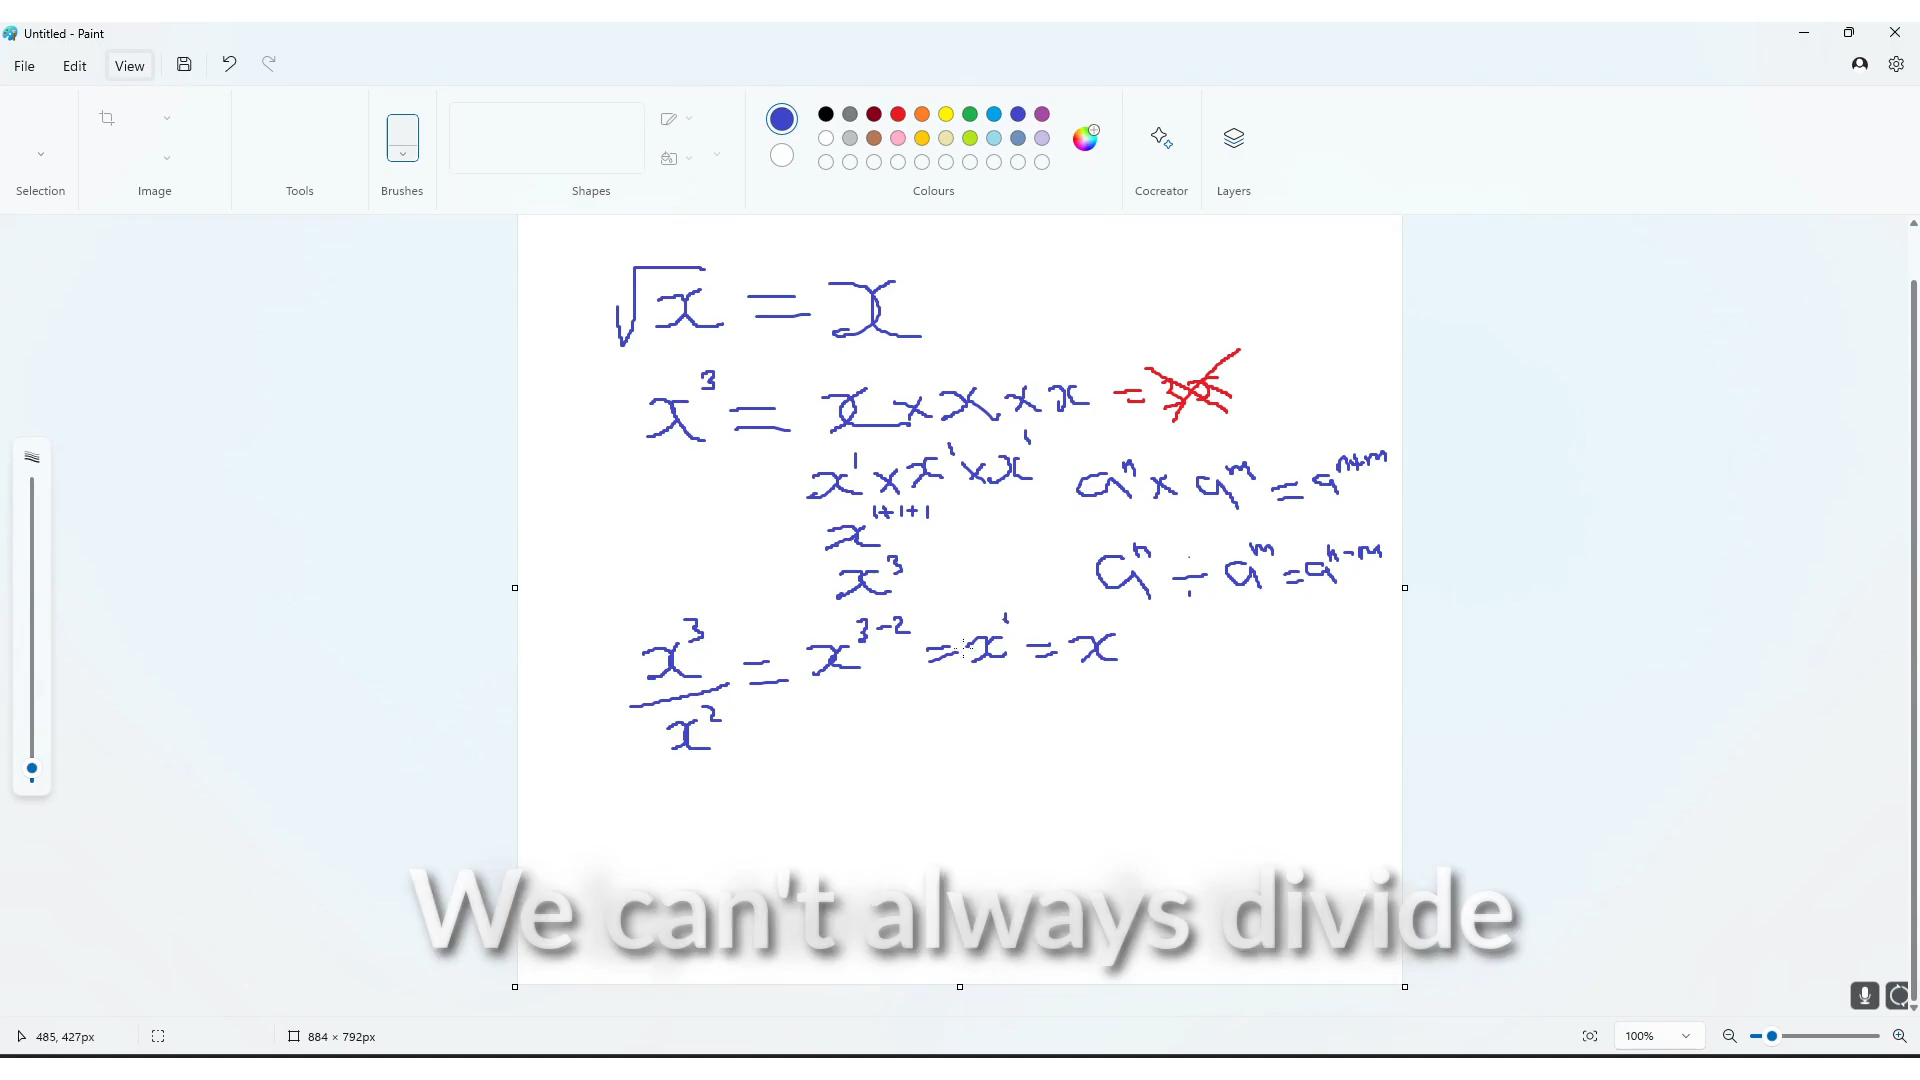 Untitled - Paint
File Edit View
Selection Image Tools Brushes Shapes Colours Cocreator Layers
√x = x
x³ = x × x × x =
x¹ × x¹ × x¹
aⁿ × aᵐ = aⁿ⁺ᵐ
x¹⁺¹⁺¹
x³
aⁿ ÷ aᵐ = aⁿ⁻ᵐ
x³/x² = x³⁻² = x¹ = x
We can't always divide
485, 427px 884 × 792px 100%